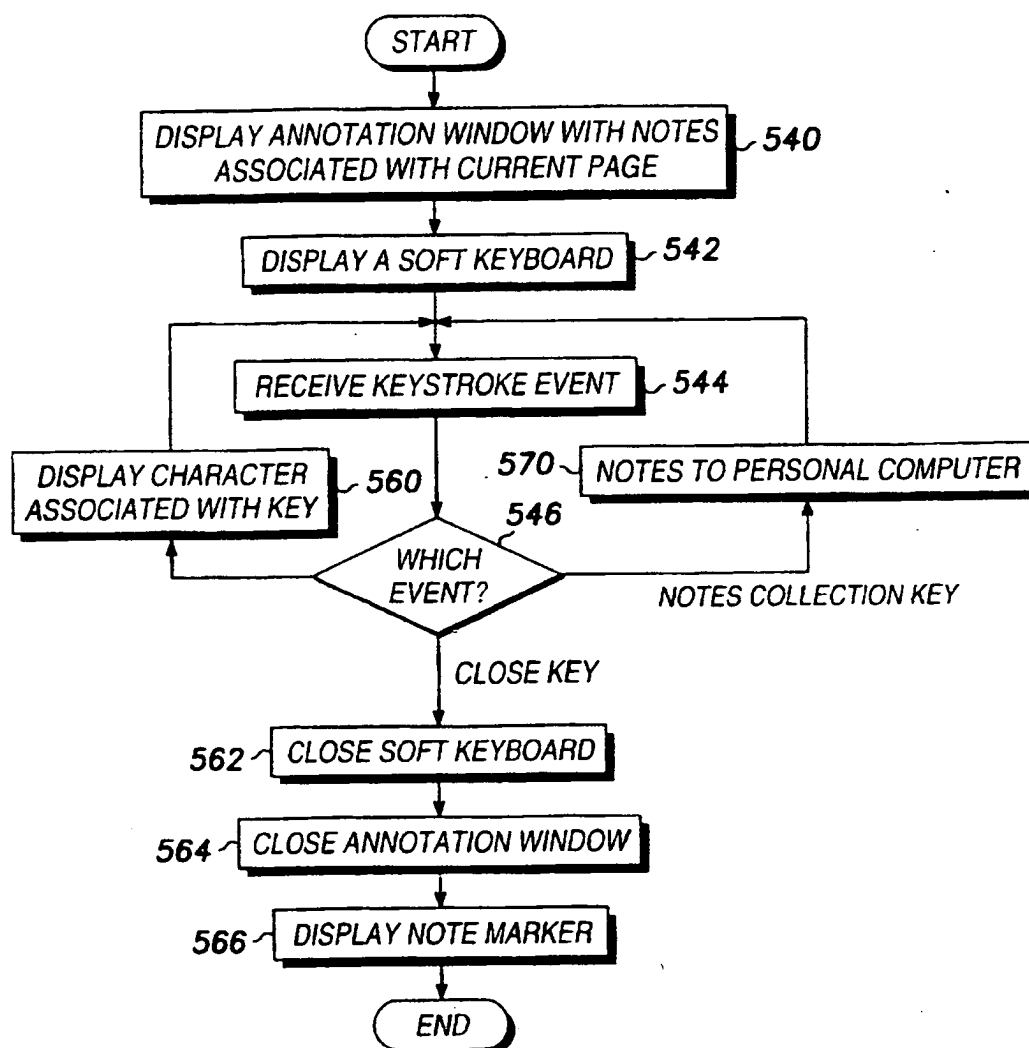 START
DISPLAY ANNOTATION WINDOW WITH NOTES
ASSOCIATED WITH CURRENT PAGE
540
DISPLAY A SOFT KEYBOARD
542
RECEIVE KEYSTROKE EVENT
544
DISPLAY CHARACTER
ASSOCIATED WITH KEY
560
570
NOTES TO PERSONAL COMPUTER
546
WHICH
EVENT?
NOTES COLLECTION KEY
CLOSE KEY
562
CLOSE SOFT KEYBOARD
564
CLOSE ANNOTATION WINDOW
566
DISPLAY NOTE MARKER
END